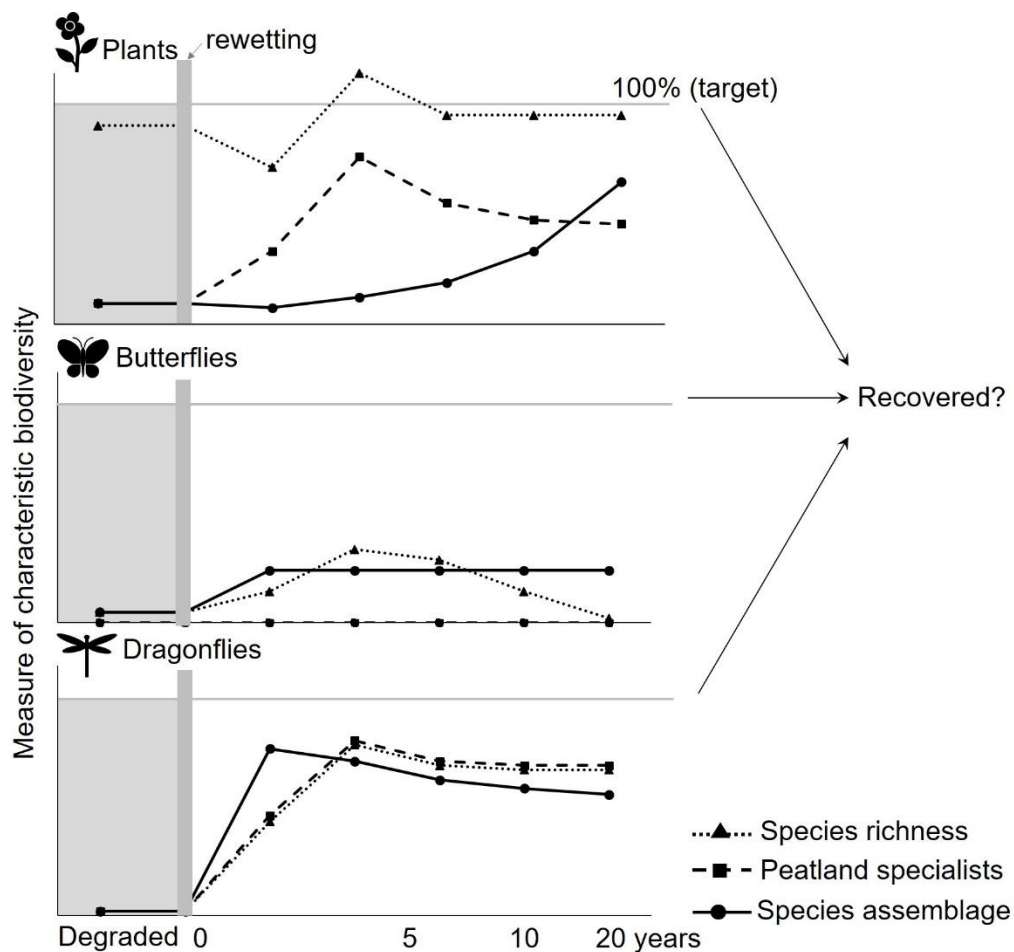 Plants
rewetting
100% (target)
Butterflies
Recovered?
Measure of characteristic biodiversity
Dragonflies
Species richness
Peatland specialists
Species assemblage
Degraded 0 5 10 20 years